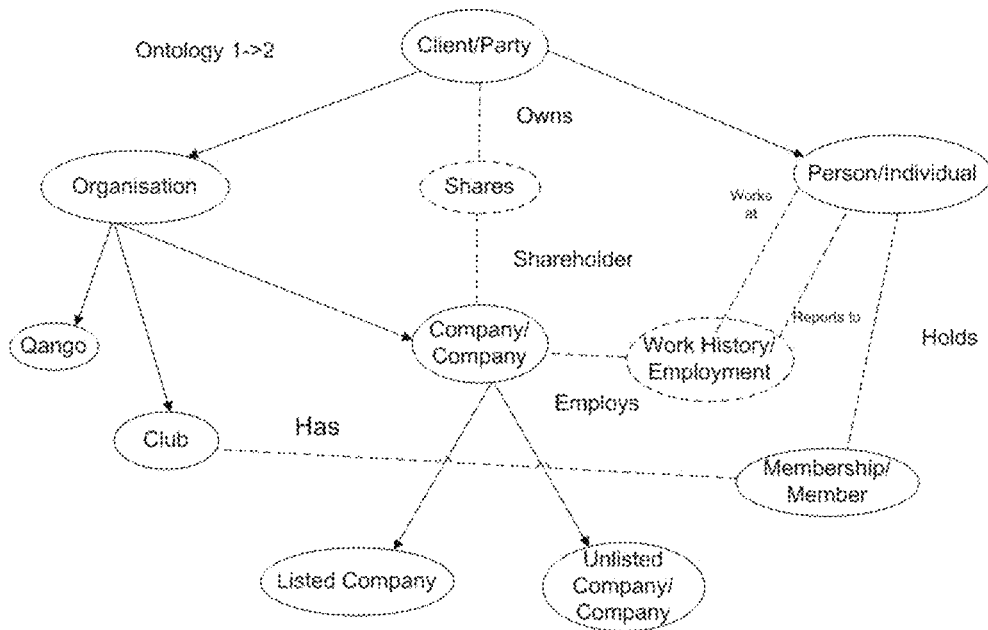 Client/Party
Ontology 1->2
Owns
Organisation
Shares
Person/Individual
Works
at
Shareholder
Company/
Company
Work History/
Employment
Reports to
Holds
Qango
Employs
Club
Has
Membership/
Member
Listed Company
Unlisted
Company/
Company